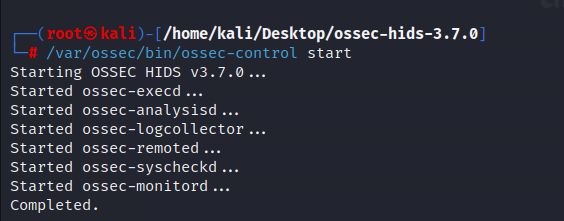 ┌──(root㉿kali)-[/home/kali/Desktop/ossec-hids-3.7.0]
└─# /var/ossec/bin/ossec-control start
Starting OSSEC HIDS v3.7.0...
Started ossec-execd...
Started ossec-analysisd...
Started ossec-logcollector...
Started ossec-remoted...
Started ossec-syscheckd...
Started ossec-monitord...
Completed.